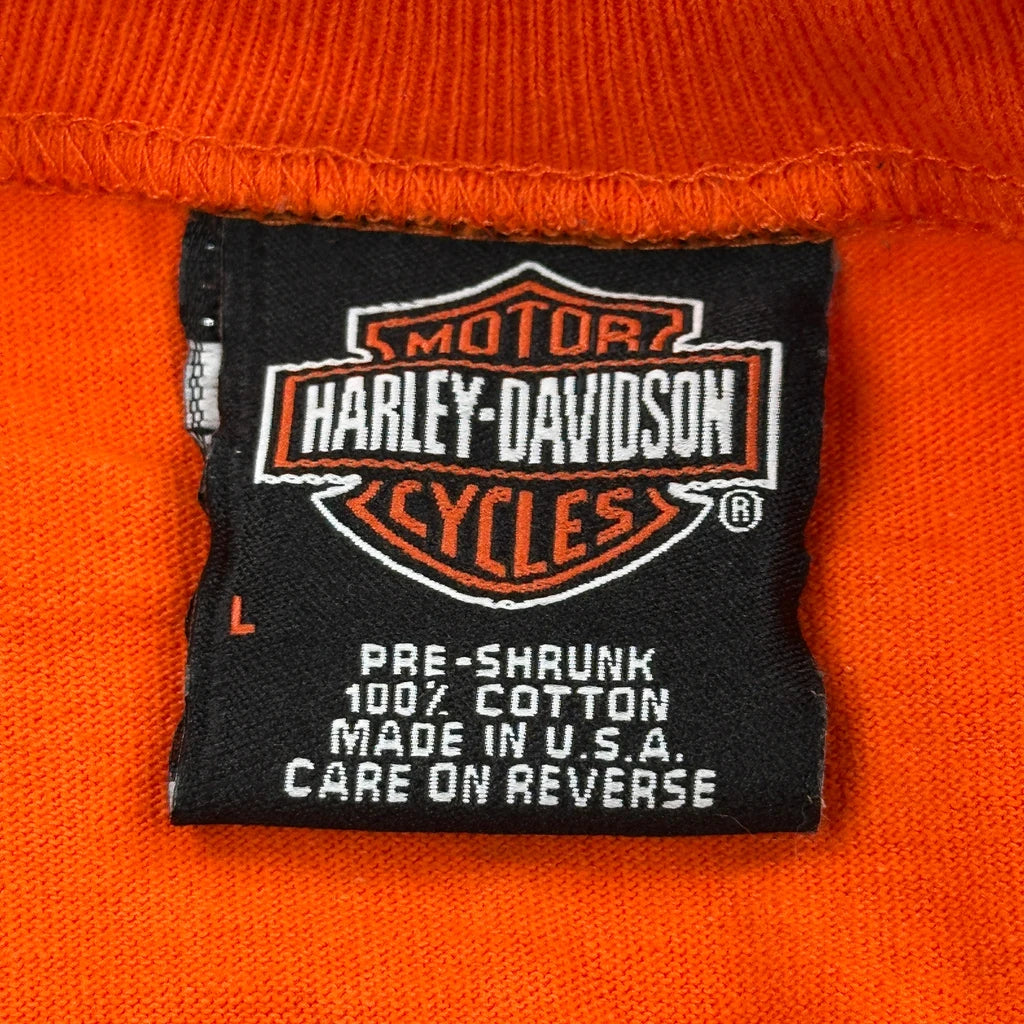 MOTOR
HARLEY-DAVIDSON
CYCLES
®
L
PRE-SHRUNK
100% COTTON
MADE IN U.S.A.
CARE ON REVERSE